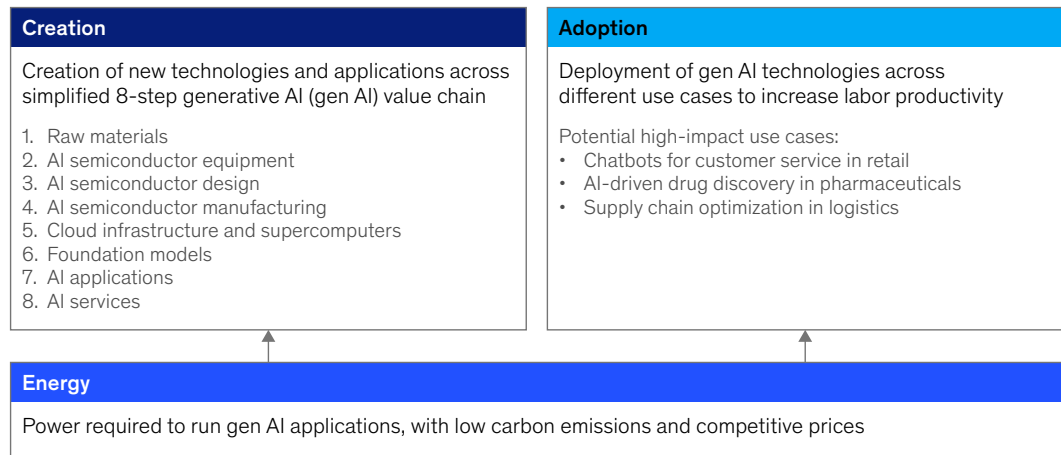 Creation
Creation of new technologies and applications across
simplified 8-step generative AI (gen AI) value chain
1. Raw materials
2. AI semiconductor equipment
3. AI semiconductor design
4. AI semiconductor manufacturing
5. Cloud infrastructure and supercomputers
6. Foundation models
7. AI applications
8. AI services
Adoption
Deployment of gen AI technologies across
different use cases to increase labor productivity
Potential high-impact use cases:
• Chatbots for customer service in retail
• AI-driven drug discovery in pharmaceuticals
• Supply chain optimization in logistics
Energy
Power required to run gen AI applications, with low carbon emissions and competitive prices